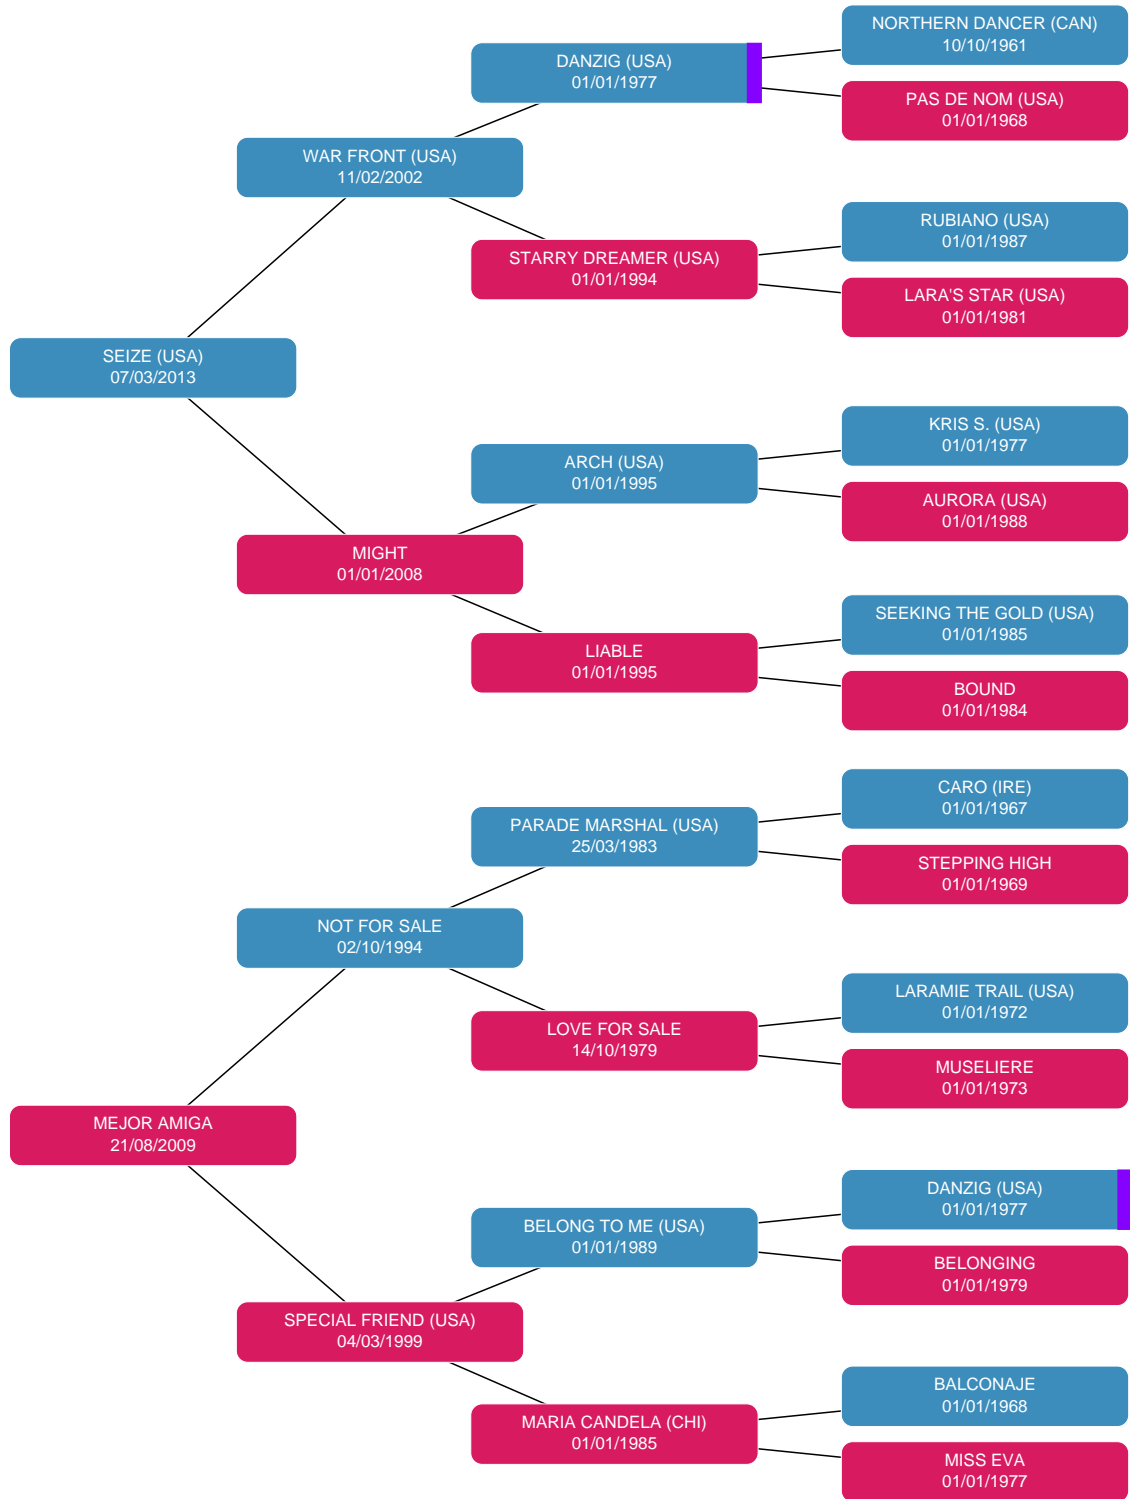 NORTHERN DANCER (CAN)
10/10/1961
DANZIG (USA)
01/01/1977
PAS DE NOM (USA)
01/01/1968
WAR FRONT (USA)
11/02/2002
RUBIANO (USA)
01/01/1987
STARRY DREAMER (USA)
01/01/1994
LARA'S STAR (USA)
01/01/1981
SEIZE (USA)
07/03/2013
KRIS S. (USA)
01/01/1977
ARCH (USA)
01/01/1995
AURORA (USA)
01/01/1988
MIGHT
01/01/2008
SEEKING THE GOLD (USA)
01/01/1985
LIABLE
01/01/1995
BOUND
01/01/1984
CARO (IRE)
01/01/1967
PARADE MARSHAL (USA)
25/03/1983
STEPPING HIGH
01/01/1969
NOT FOR SALE
02/10/1994
LARAMIE TRAIL (USA)
01/01/1972
LOVE FOR SALE
14/10/1979
MUSELIERE
01/01/1973
MEJOR AMIGA
21/08/2009
DANZIG (USA)
01/01/1977
BELONG TO ME (USA)
01/01/1989
BELONGING
01/01/1979
SPECIAL FRIEND (USA)
04/03/1999
BALCONAJE
01/01/1968
MARIA CANDELA (CHI)
01/01/1985
MISS EVA
01/01/1977